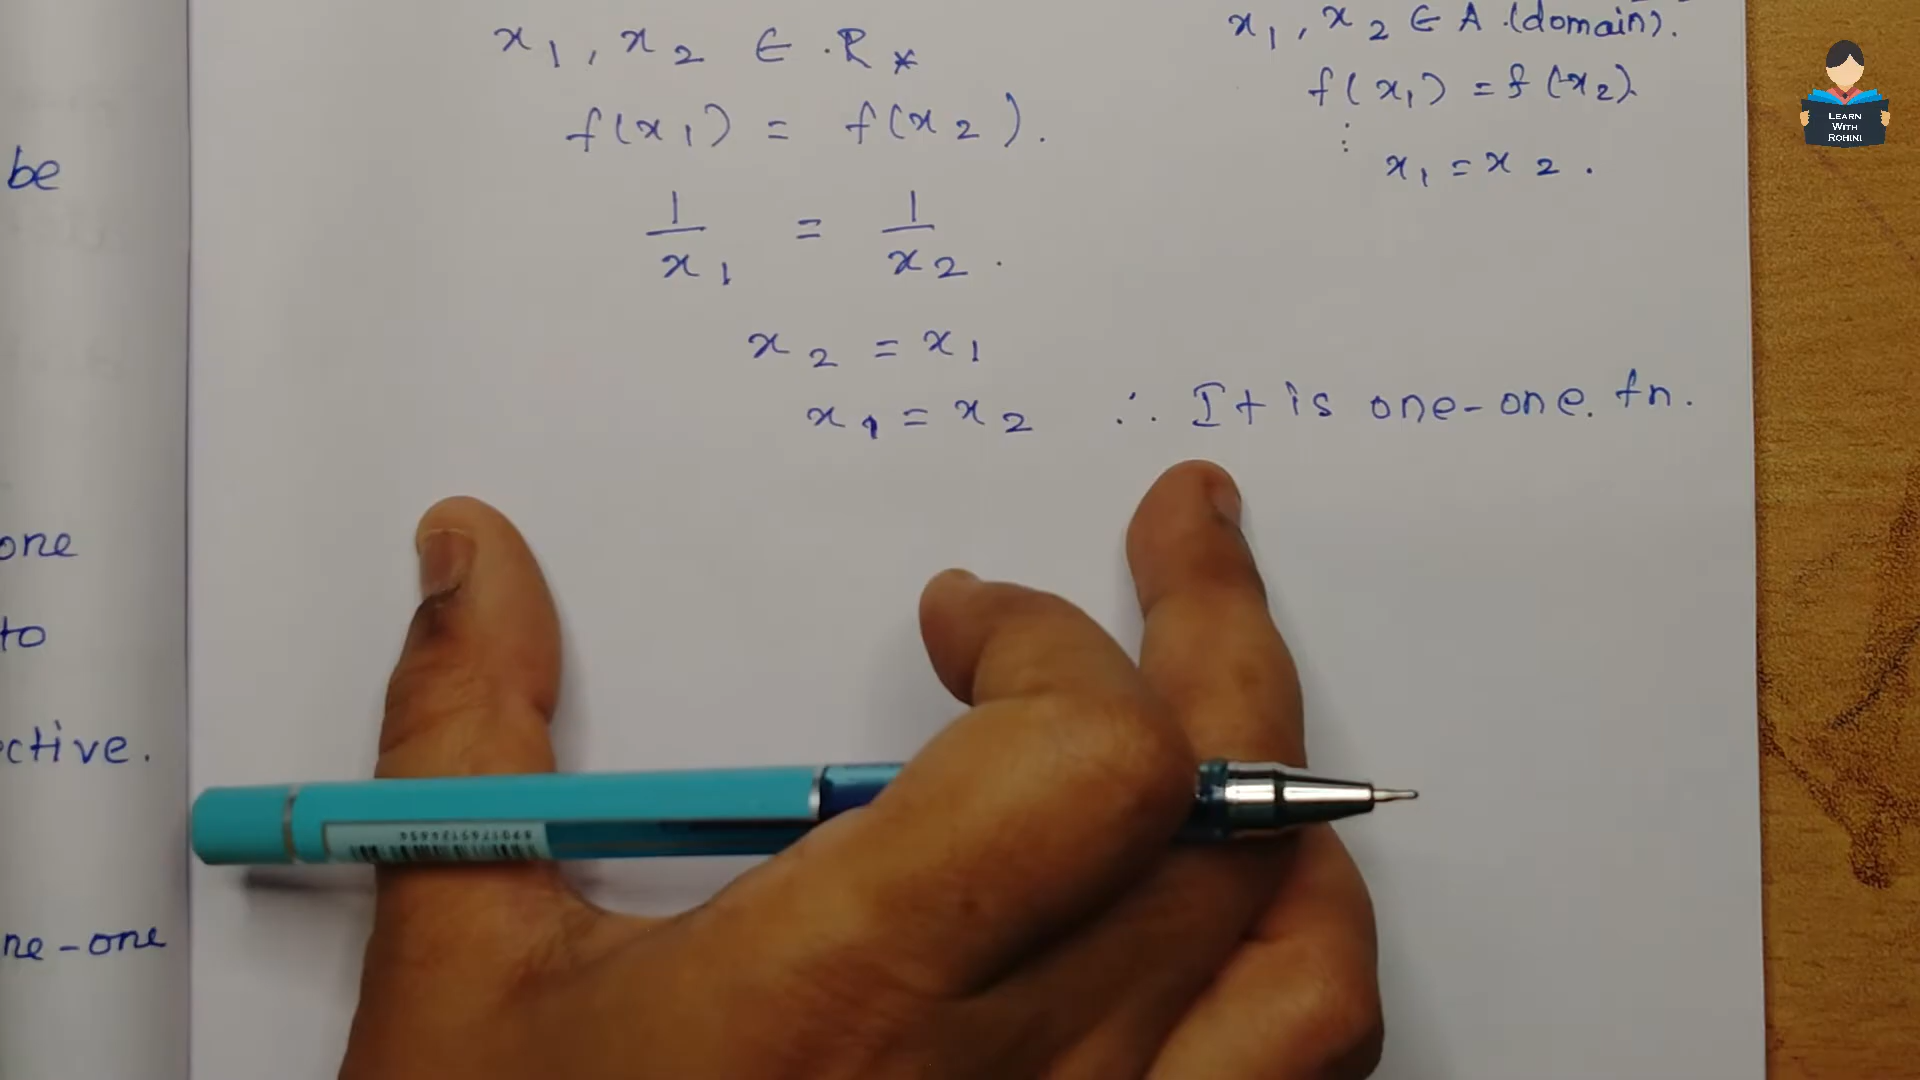 x₁, x₂ ∈ R*
f(x₁) = f(x₂).
1/x₁ = 1/x₂.
x₂ = x₁
x₁ = x₂ ∴ It is one-one. fn.
x₁, x₂ ∈ A (domain).
f(x₁) = f(x₂).
⋮
x₁ = x₂.
be
one
to
ctive.
ne-one
LEARN
WITH
ROHINI